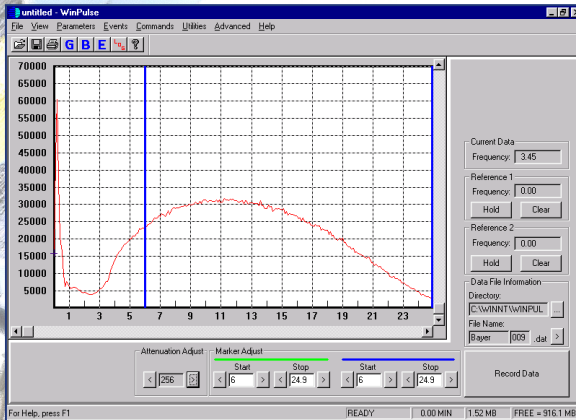 untitled - WinPulse
File View Parameters Events Commands Utilities Advanced Help
G B E
70000
65000
60000
55000
50000
45000
40000
35000
30000
25000
20000
15000
10000
5000
1 3 5 7 9 11 13 15 17 19 21 23
Current Data
Frequency: 3.45
Reference 1
Frequency: 0.00
Hold Clear
Reference 2
Frequency: 0.00
Hold Clear
Data File Information
Directory:
C:\WINNT\WINPUL ...
File Name:
Bayer 009 .dat >
Record Data
Attenuation Adjust
< 256 >
Marker Adjust
Start Stop Start Stop
< 6 > < 24.9 > < 6 > < 24.9 >
For Help, press F1 READY 0.00 MIN 1.52 MB FREE = 916.1 MB